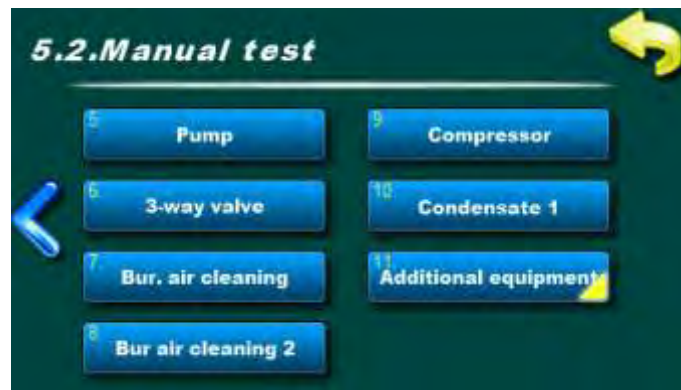 5.2.Manual test
5
Pump
6
3-way valve
7
Bur. air cleaning
8
Bur air cleaning 2
9
Compressor
10
Condensate 1
11
Additional equipment